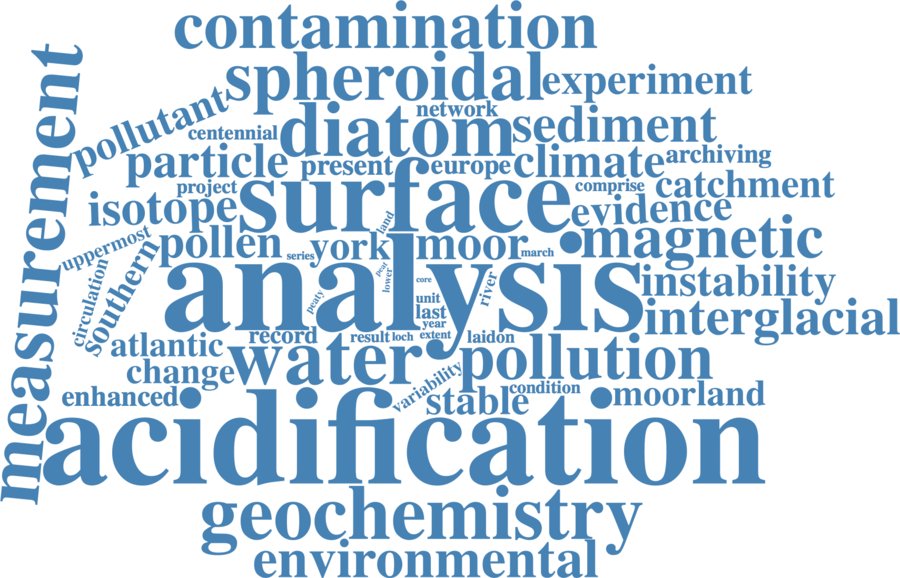 contamination
spheroidal experiment
measurement
pollutant
network
centennial diatom sediment
particle present europe climate archiving
project surface comprise catchment
isotope evidence
land
uppermost pollen series york moor march magnetic
circulation southern
analysis
peat lower core instability
peaty unit river
last interglacial
year
atlantic record result loch extent laidon
change water pollution
variability
enhanced stable condition moorland
acidification
geochemistry
environmental